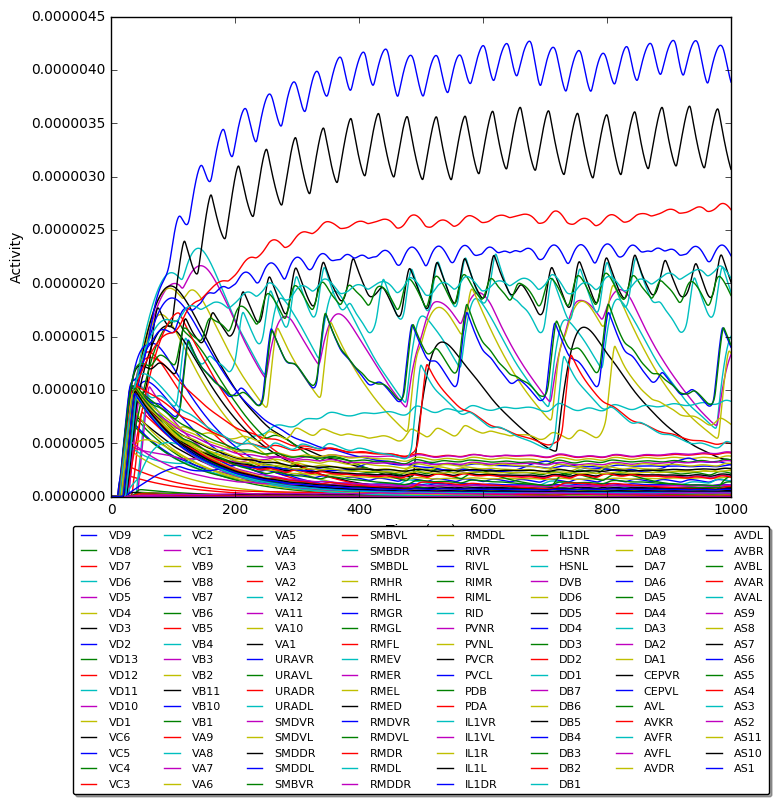 0.0000045
0.0000040
0.0000035
0.0000030
0.0000025
0.0000020
0.0000015
0.0000010
0.0000005
0.0000000
Activity
0 200 400 600 800 1000
VD9 VC2 VA5 SMBVL RMDDL IL1DL DA9 AVDL
VD8 VC1 VA4 SMBDR RIVR HSNR DA8 AVBR
VD7 VB9 VA3 SMBDL RIVL HSNL DA7 AVBL
VD6 VB8 VA2 RMHR RIMR DVB DA6 AVAR
VD5 VB7 VA12 RMHL RIML DD6 DA5 AVAL
VD4 VB6 VA11 RMGR RID DD5 DA4 AS9
VD3 VB5 VA10 RMGL PVNR DD4 DA3 AS8
VD2 VB4 VA1 RMFL PVNL DD3 DA2 AS7
VD13 VB3 URAVR RMEV PVCR DD2 DA1 AS6
VD12 VB2 URAVL RMER PVCL DD1 CEPVR AS5
VD11 VB11 URADR RMEL PDB DB7 CEPVL AS4
VD10 VB10 URADL RMED PDA DB6 AVL AS3
VD1 VB1 SMDVR RMDVR IL1VR DB5 AVKR AS2
VC6 VA9 SMDVL RMDVL IL1VL DB4 AVFR AS11
VC5 VA8 SMDDR RMDR IL1R DB3 AVFL AS10
VC4 VA7 SMDDL RMDL IL1L DB2 AVDR AS1
VC3 VA6 SMBVR RMDDR IL1DR DB1